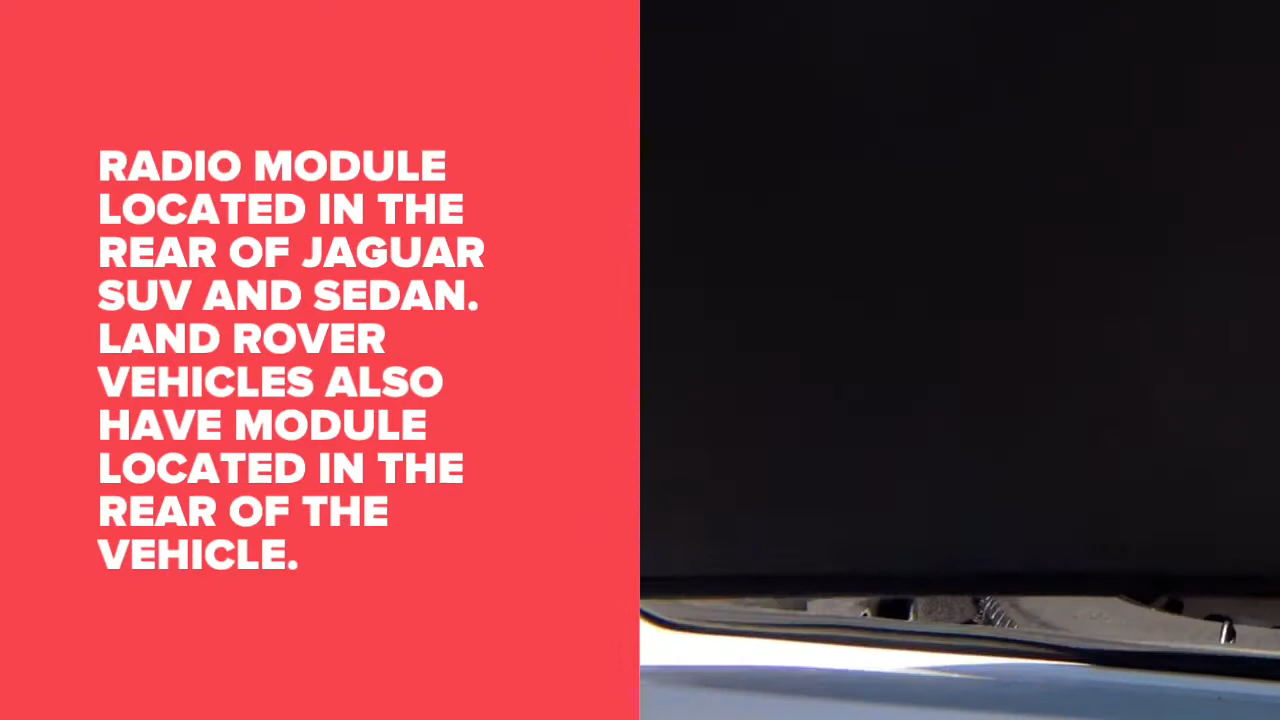 RADIO MODULE
LOCATED IN THE
REAR OF JAGUAR
SUV AND SEDAN.
LAND ROVER
VEHICLES ALSO
HAVE MODULE
LOCATED IN THE
REAR OF THE
VEHICLE.